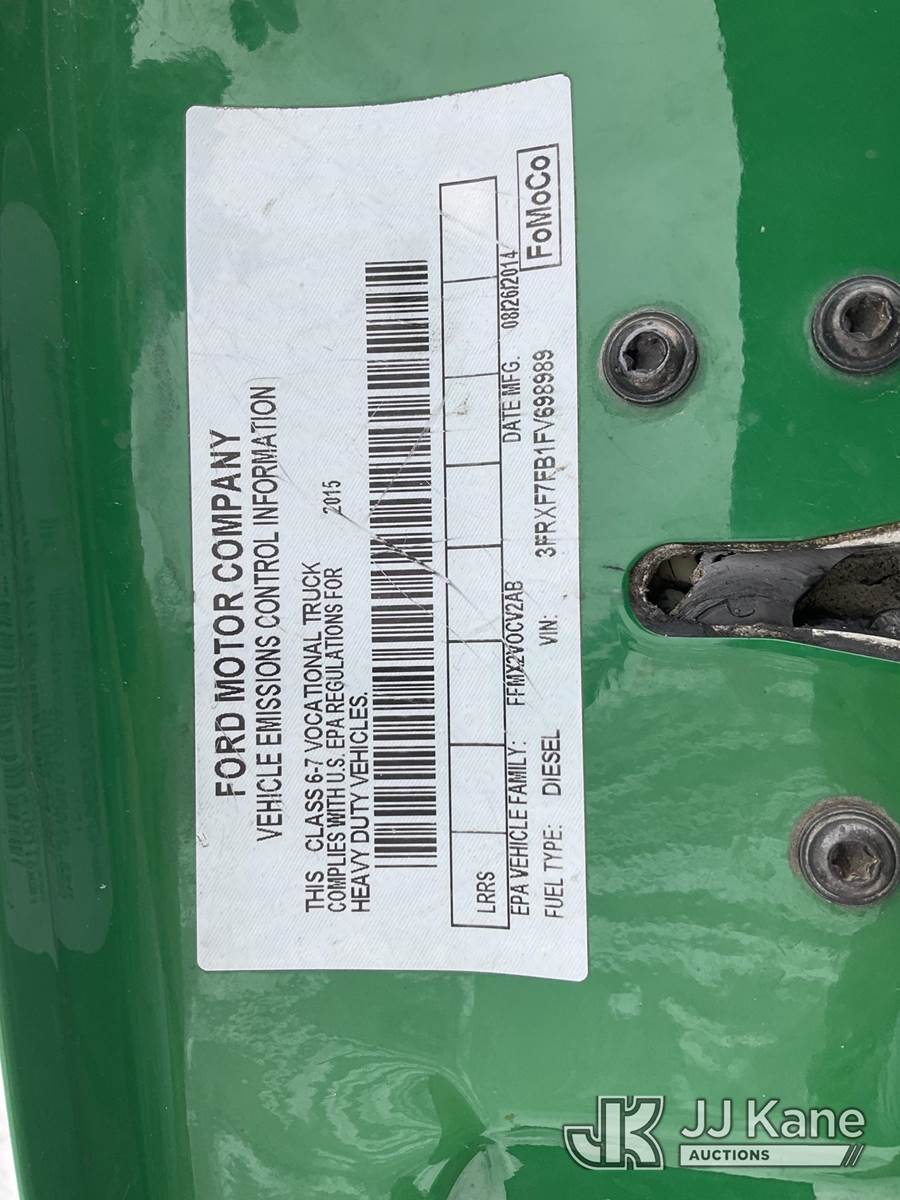 FORD MOTOR COMPANY
VEHICLE EMISSIONS CONTROL INFORMATION
THIS CLASS 6-7 VOCATIONAL TRUCK
COMPLIES WITH U.S. EPA REGULATIONS FOR 2015
HEAVY DUTY VEHICLES.
LRRS
EPA VEHICLE FAMILY: FFMX2VOCV2AB DATE MFG. 08/26/2014
FUEL TYPE: DIESEL VIN: 3FRXF7FB1FV698989
FoMoCo
JK JJ Kane
AUCTIONS